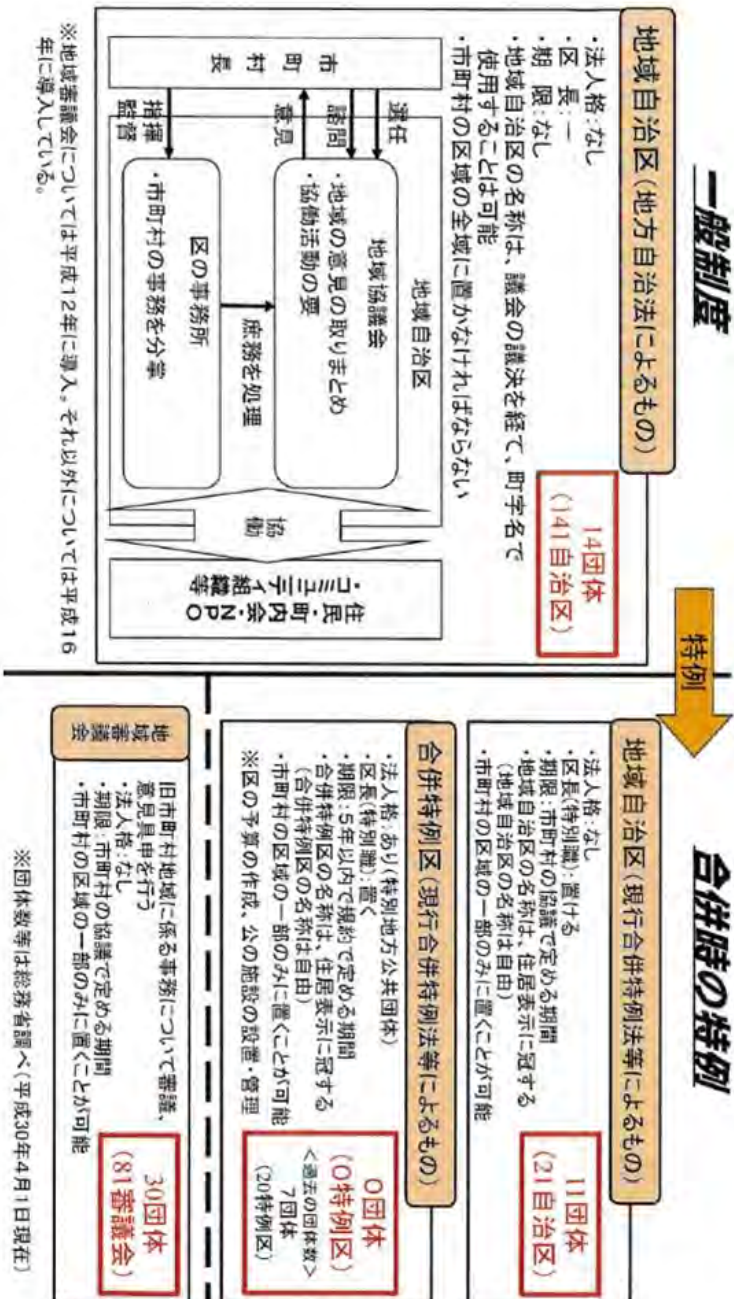 一般制度
地域自治区(地方自治法によるもの)
・法人格:なし
・区 長:―
・期 限:なし
・地域自治区の名称は、議会の議決を経て、町字名で
使用することは可能
・市町村の区域の全域に置かなければならない
14団体
(141自治区)
市町村長
選任
諮問
意見
指揮
監督
地域自治区
地域協議会
・地域の意見の取りまとめ
・協働活動の要
庶務を処理
区の事務所
・市町村の事務を分掌
協働
住民・町内会・NPO
・コミュニティ組織等
※地域審議会については平成12年に導入。それ以外については平成16
年に導入している。
特例
合併時の特例
地域自治区(現行合併特例法等によるもの)
・法人格:なし
・区長(特別職):置ける
・期限:市町村の協議で定める期間
・地域自治区の名称は、住居表示に冠する
(地域自治区の名称は自由)
・市町村の区域の一部のみに置くことが可能
11団体
(21自治区)
合併特例区(現行合併特例法等によるもの)
・法人格:あり(特別地方公共団体)
・区長(特別職):置く
・期限:5年以内で規約で定める期間
・合併特例区の名称は、住居表示に冠する
(合併特例区の名称は自由)
・市町村の区域の一部のみに置くことが可能
※区の予算の作成、公の施設の設置・管理
0団体
(0特例区)
<過去の団体数>
7団体
(20特例区)
地域審議会
旧市町村地域に係る事務について審議、
意見具申を行う
・法人格:なし
・期限:市町村の協議で定める期間
・市町村の区域の一部のみに置くことが可能
30団体
(81審議会)
※団体数等は総務省調べ(平成30年4月1日現在)